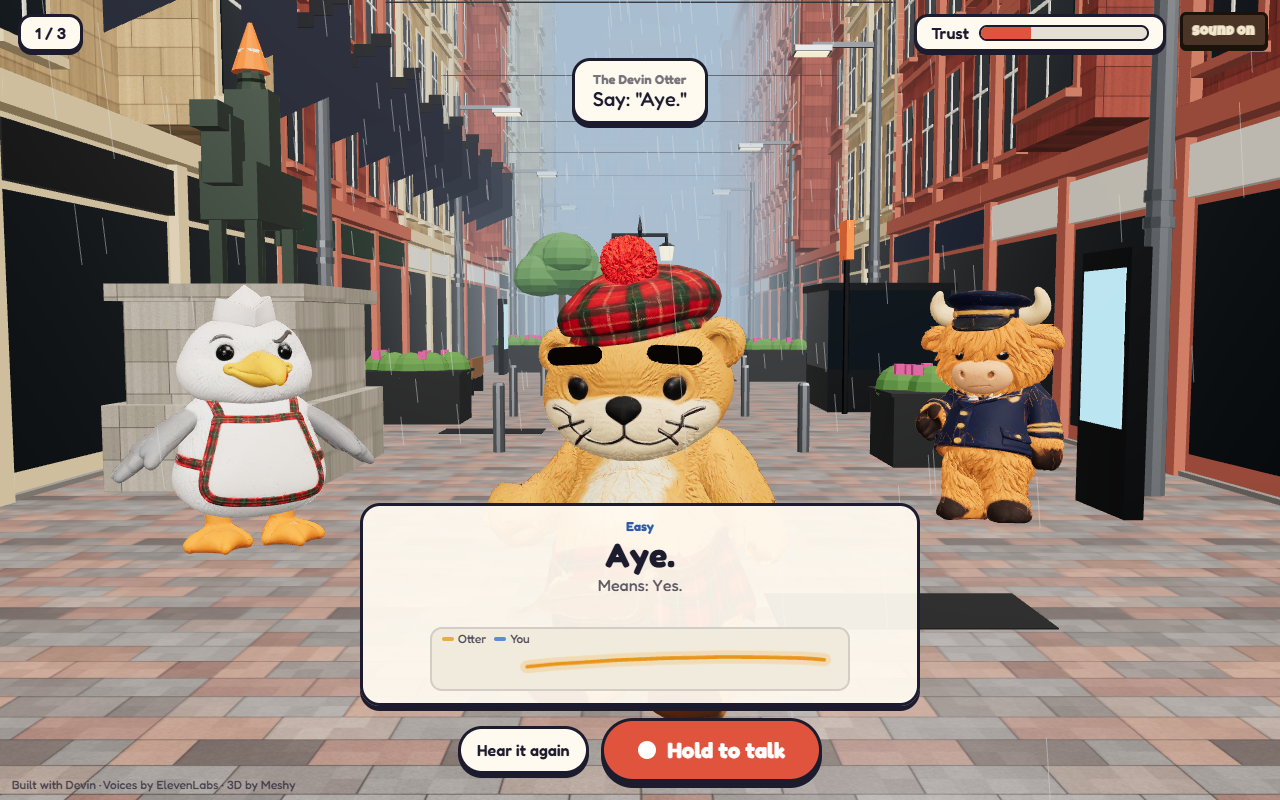 1 / 3
Trust
SOUND ON
The Devin Otter
Say: "Aye."
Easy
Aye.
Means: Yes.
Otter
You
Hear it again
Hold to talk
Built with Devin · Voices by ElevenLabs · 3D by Meshy